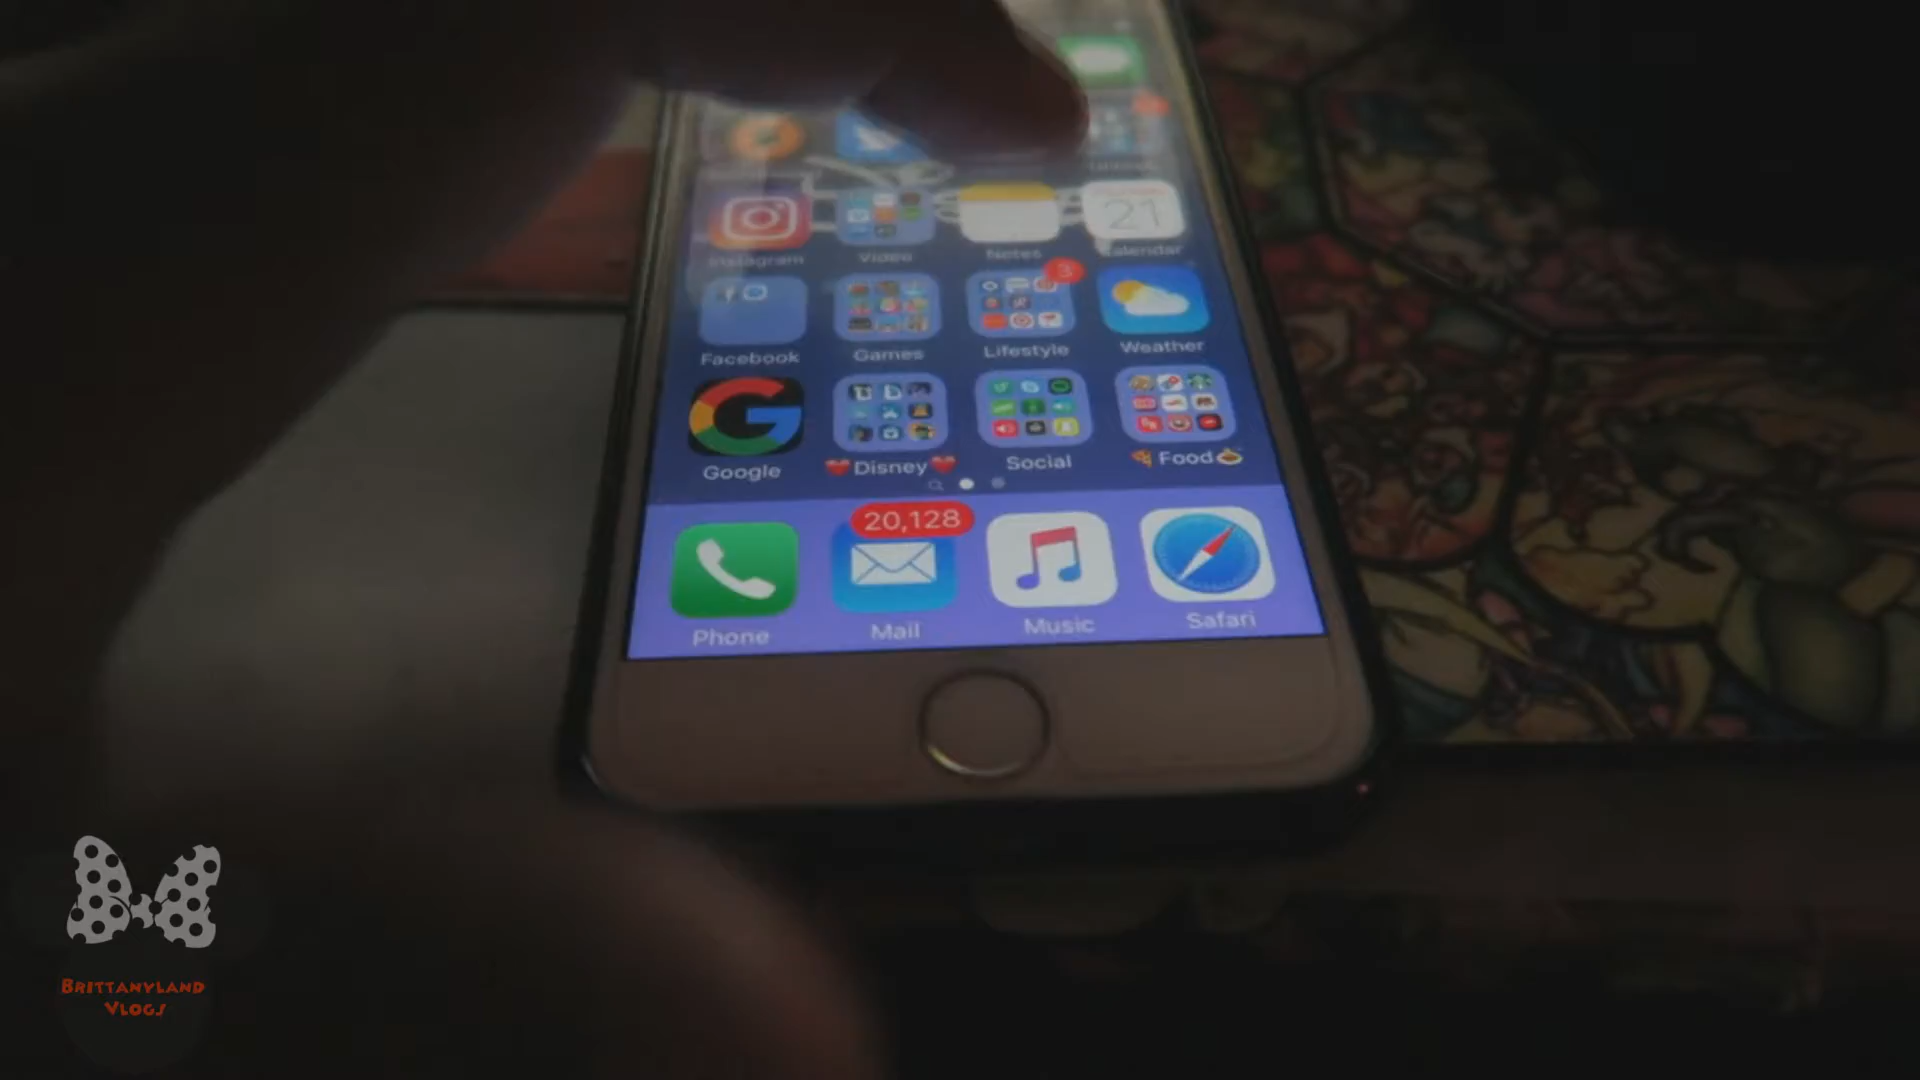 21
Instagram Video Notes Calendar
3
Facebook Games Lifestyle Weather
Google ❤️Disney❤️ Social 🍕Food🍲
20,128
Phone Mail Music Safari
BRITTANYLAND
VLOGS